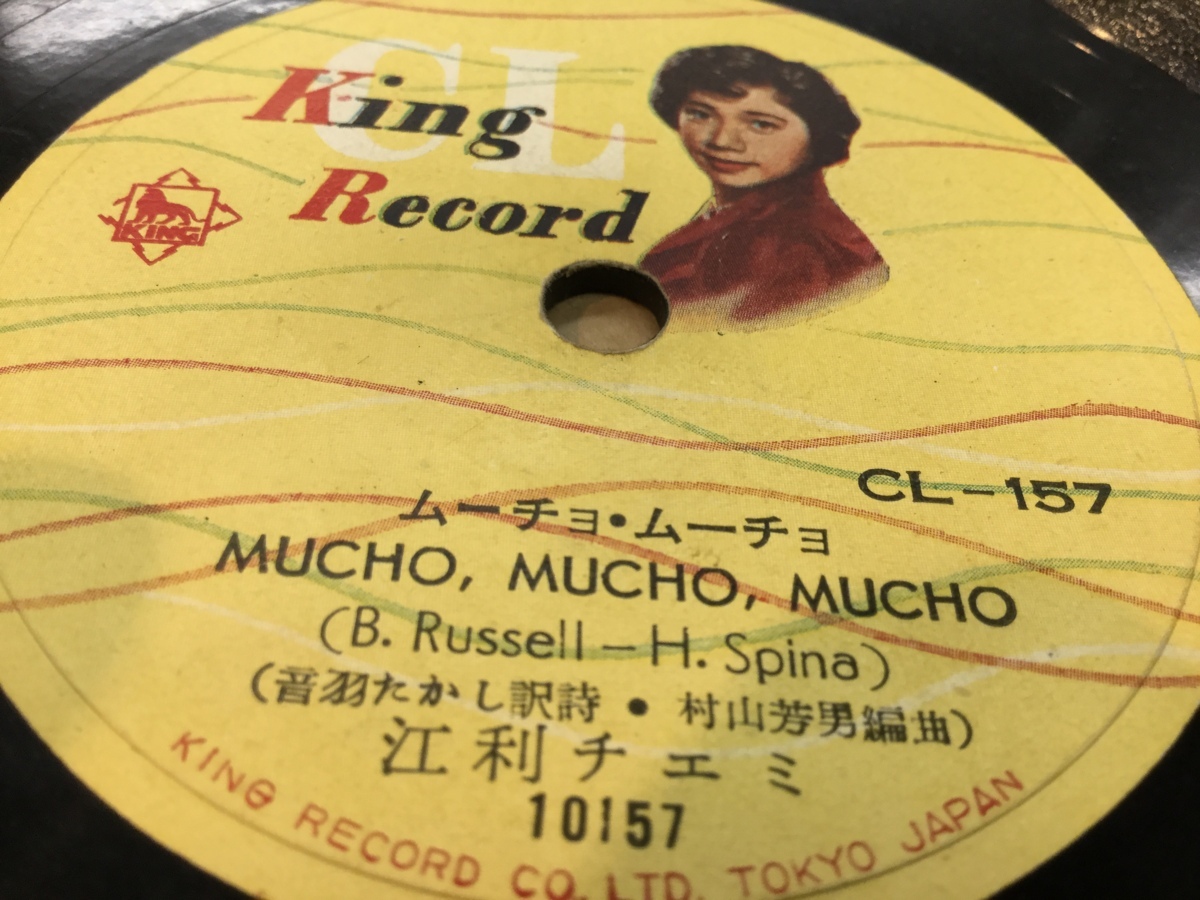 CL
King
Record
KING
CL-157
ムーチョ・ムーチョ
MUCHO, MUCHO, MUCHO
(B. Russell - H. Spina)
(音羽たかし訳詩 ● 村山芳男編曲)
江利チエミ
10157
KING RECORD CO. LTD. TOKYO JAPAN